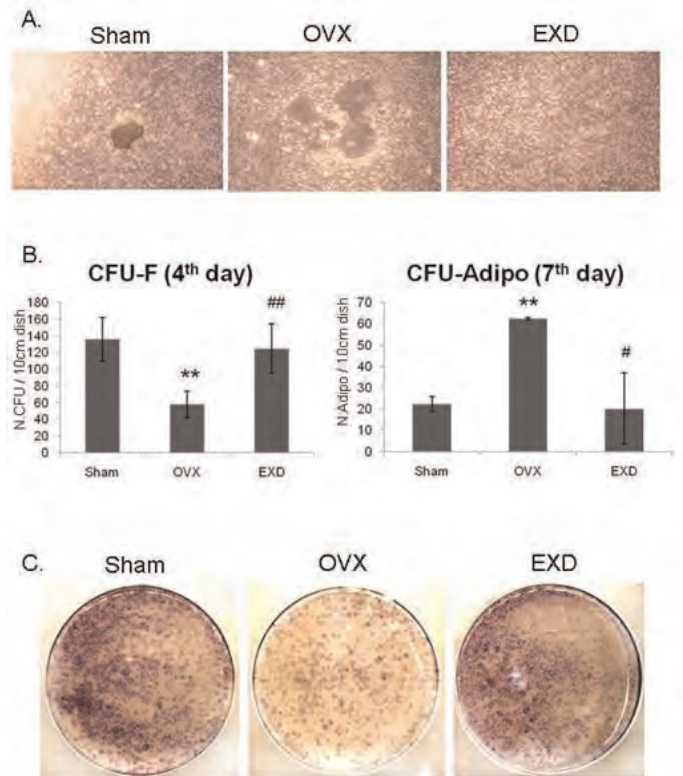 A.
Sham OVX EXD
B.
CFU-F (4th day)
N.CFU / 10cm dish
180
160
140
120
100
80
60
40
20
0
**
##
Sham OVX EXD
CFU-Adipo (7th day)
N.Adipo / 10cm dish
70
60
50
40
30
20
10
0
**
#
Sham OVX EXD
C.
Sham OVX EXD